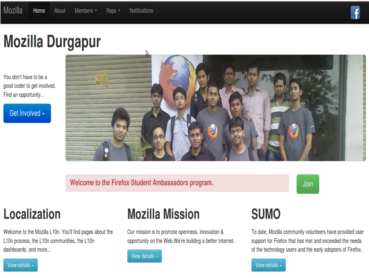 Mozilla Home About Members Reps Notifications
Mozilla Durgapur
You don't have to be a
good coder to get involved.
Find an opportunity...
Get Involved »
Welcome to the Firefox Student Ambassadors program.
Join
Localization
Welcome to the Mozilla L10n. You'll find pages about the
L10n process, the L10n communities, the L10n
dashboards, and more...
View details »
Mozilla Mission
Our mission is to promote openness, innovation &
opportunity on the Web.We're building a better Internet.
View details »
SUMO
To date, Mozilla community volunteers have provided user
support for Firefox that has met and exceeded the needs
of the technology users and the early adopters of Firefox.
View details »